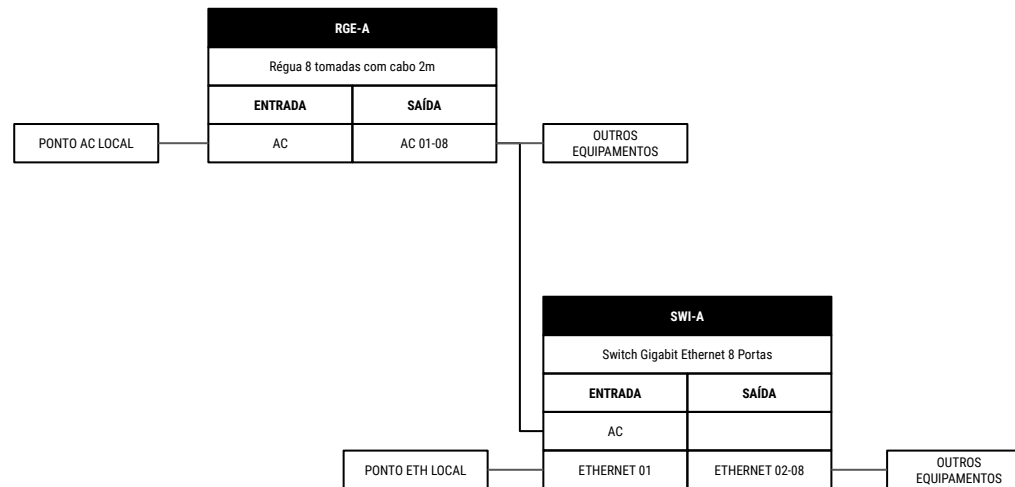 RGE-A
Régua 8 tomadas com cabo 2m
ENTRADA SAÍDA
PONTO AC LOCAL AC AC 01-08 OUTROS
EQUIPAMENTOS
SWI-A
Switch Gigabit Ethernet 8 Portas
ENTRADA SAÍDA
AC
PONTO ETH LOCAL ETHERNET 01 ETHERNET 02-08 OUTROS
EQUIPAMENTOS